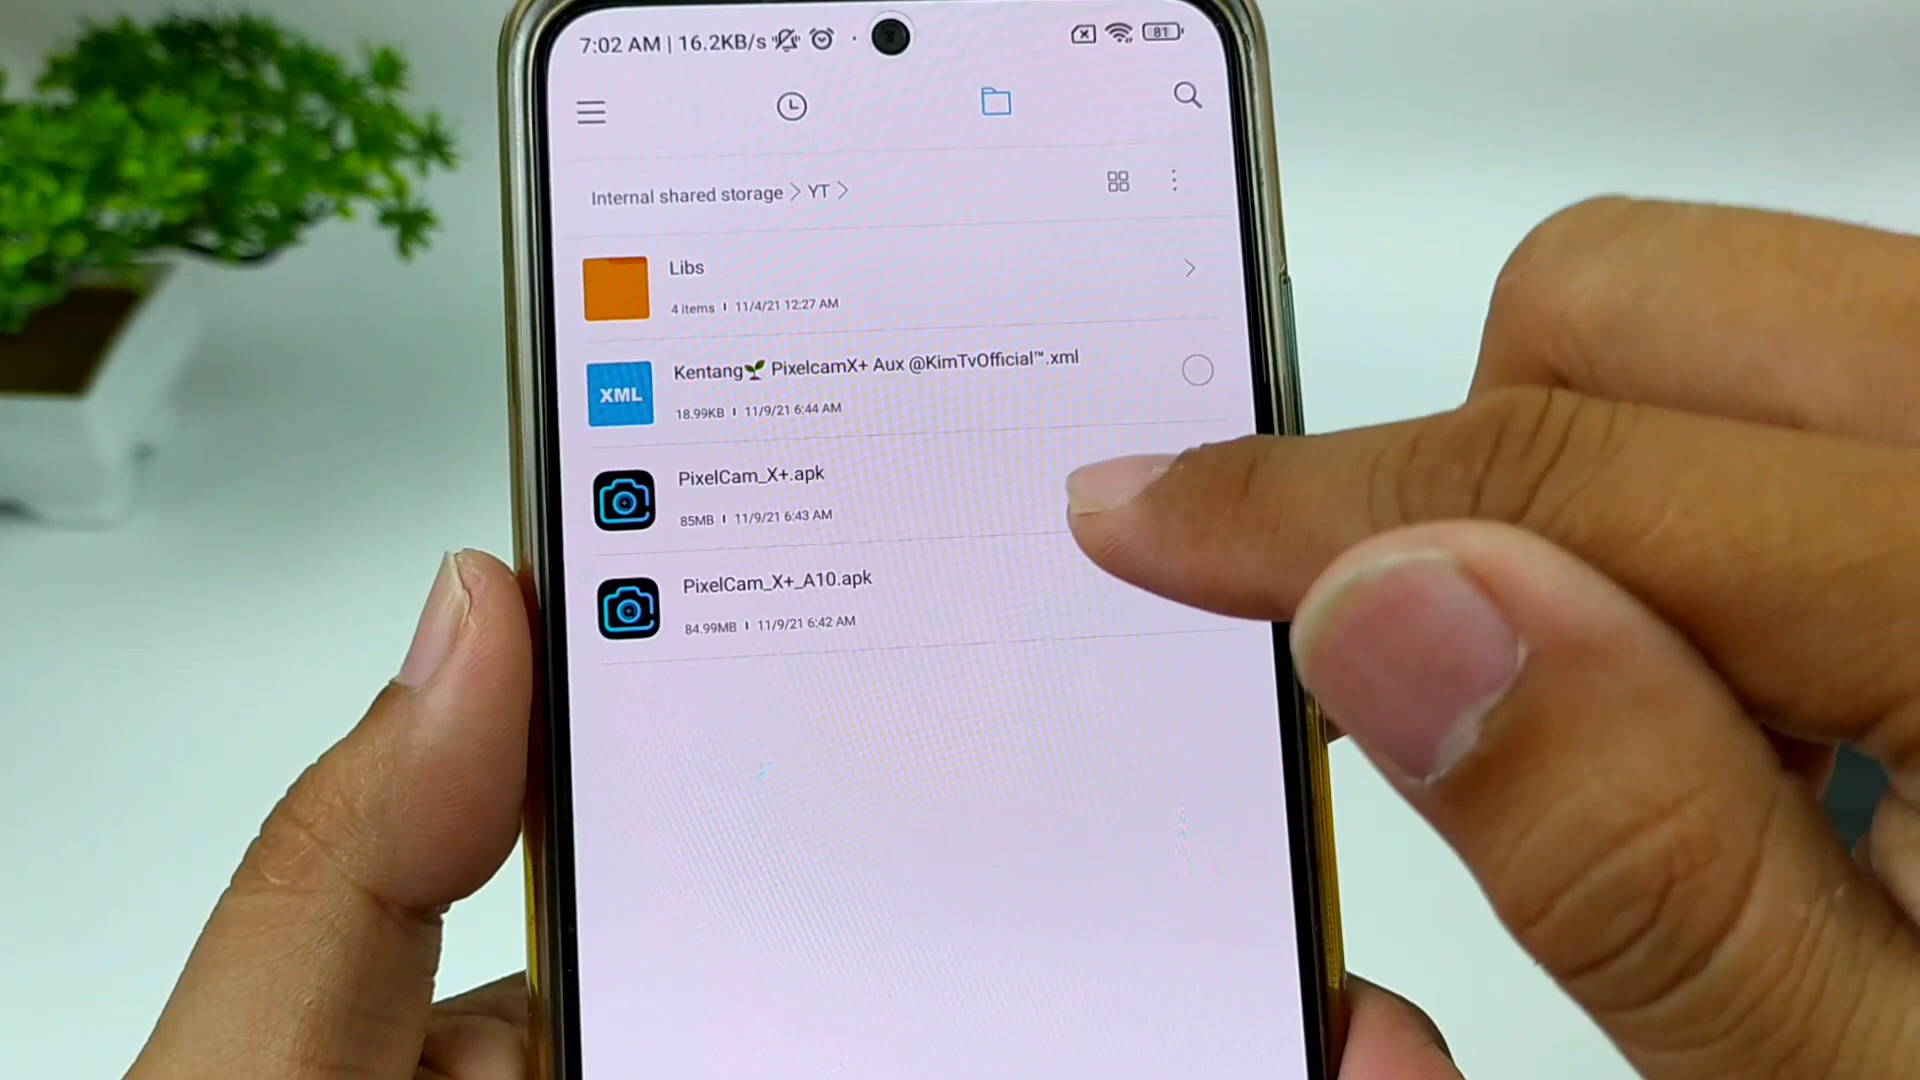 7:02 AM | 16.2KB/s
81
Internal shared storage > YT >
Libs
4 items | 11/4/21 12:27 AM
XML
Kentang🌱 PixelcamX+ Aux @KimTvOfficial™.xml
18.99KB | 11/9/21 6:44 AM
PixelCam_X+.apk
85MB | 11/9/21 6:43 AM
PixelCam_X+_A10.apk
84.99MB | 11/9/21 6:42 AM